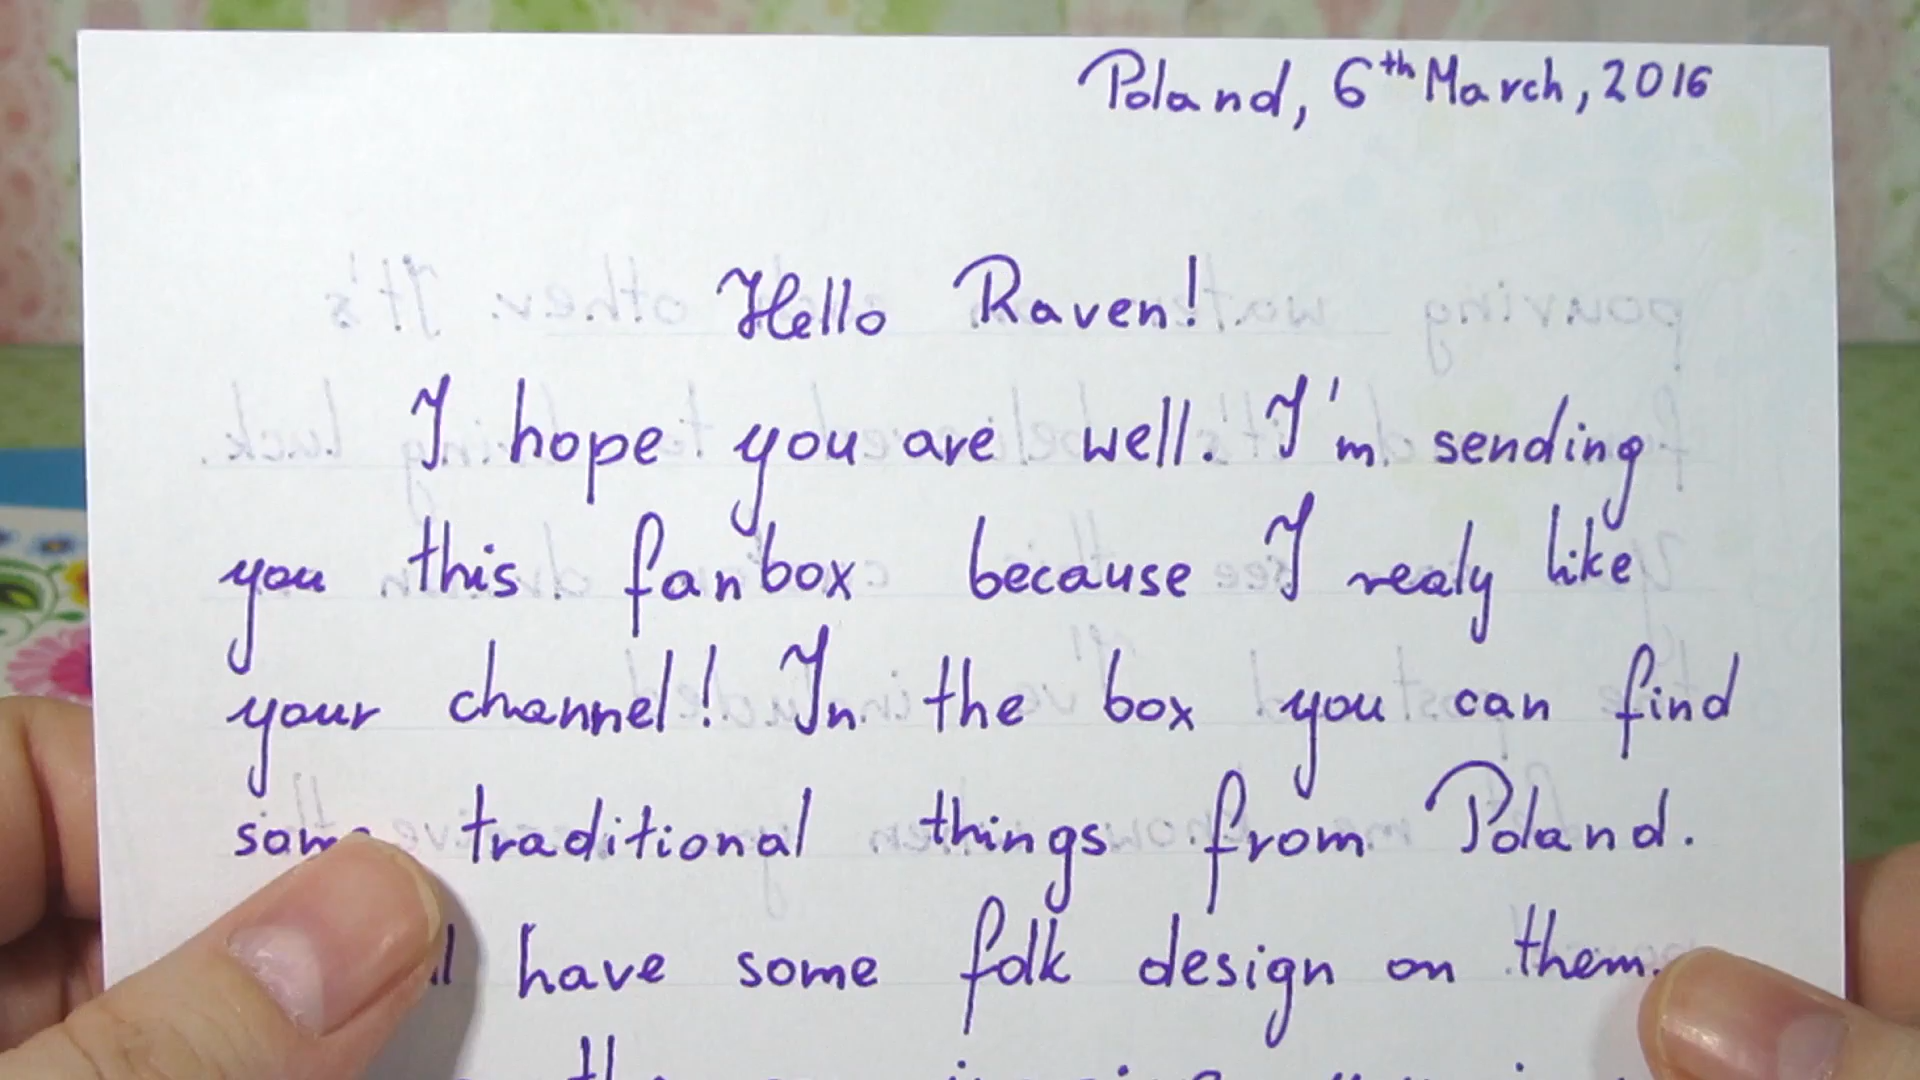 Poland, 6th March, 2016
Hello Raven!
I hope you are well. I'm sending
you this fanbox because I realy like
your channel! In the box you can find
some traditional things from Poland.
have some folk design on them.